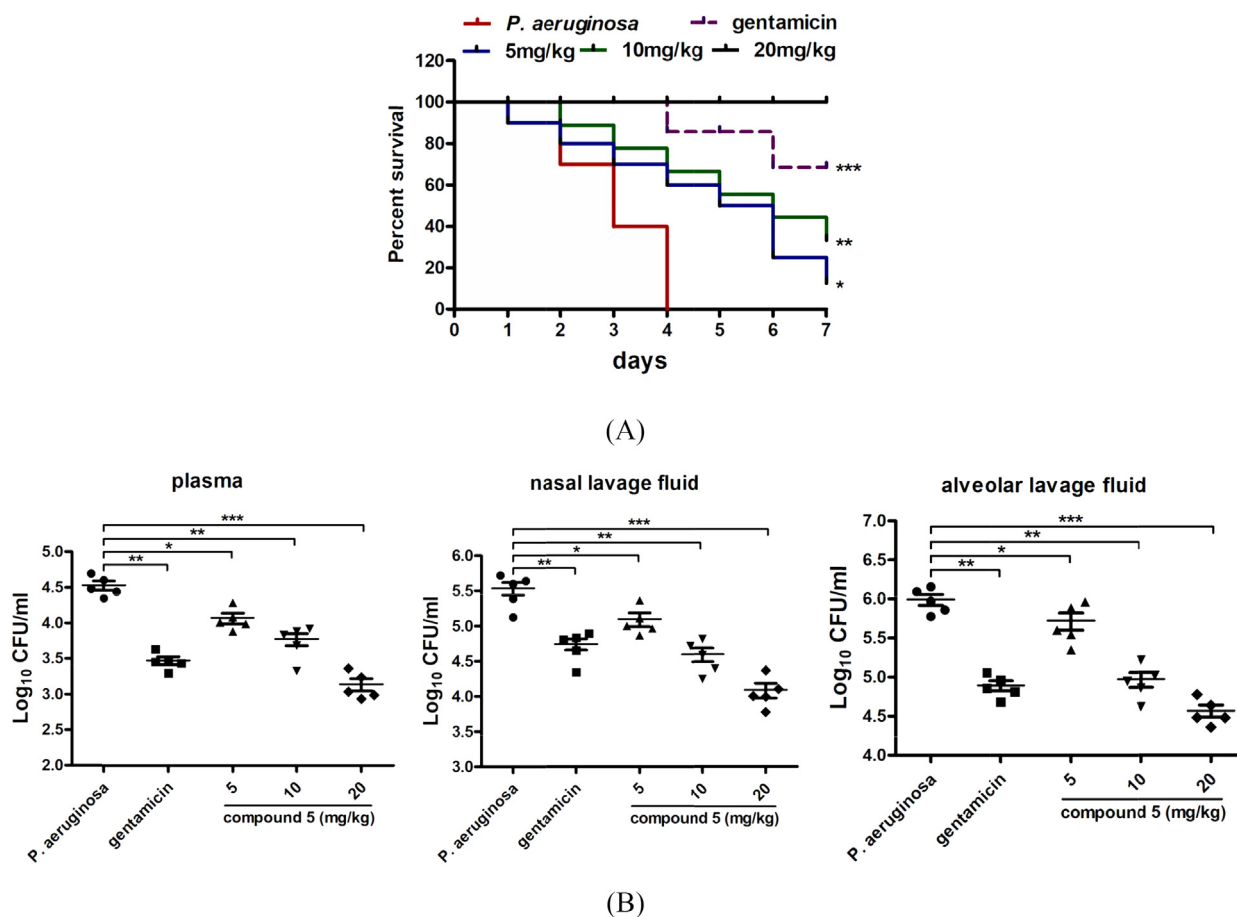 P. aeruginosa gentamicin
5mg/kg 10mg/kg 20mg/kg
120
100
80
60
40
20
0
Percent survival
***
**
*
0 1 2 3 4 5 6 7
days
(A)
plasma
***
**
*
**
5.0
4.5
4.0
3.5
3.0
2.5
2.0
Log10 CFU/ml
P. aeruginosa
gentamicin
5 10 20
compound 5 (mg/kg)
nasal lavage fluid
***
**
*
**
6.0
5.5
5.0
4.5
4.0
3.5
3.0
Log10 CFU/ml
P. aeruginosa
gentamicin
5 10 20
compound 5 (mg/kg)
alveolar lavage fluid
***
**
*
**
7.0
6.5
6.0
5.5
5.0
4.5
4.0
Log10 CFU/ml
P. aeruginosa
gentamicin
5 10 20
compound 5 (mg/kg)
(B)